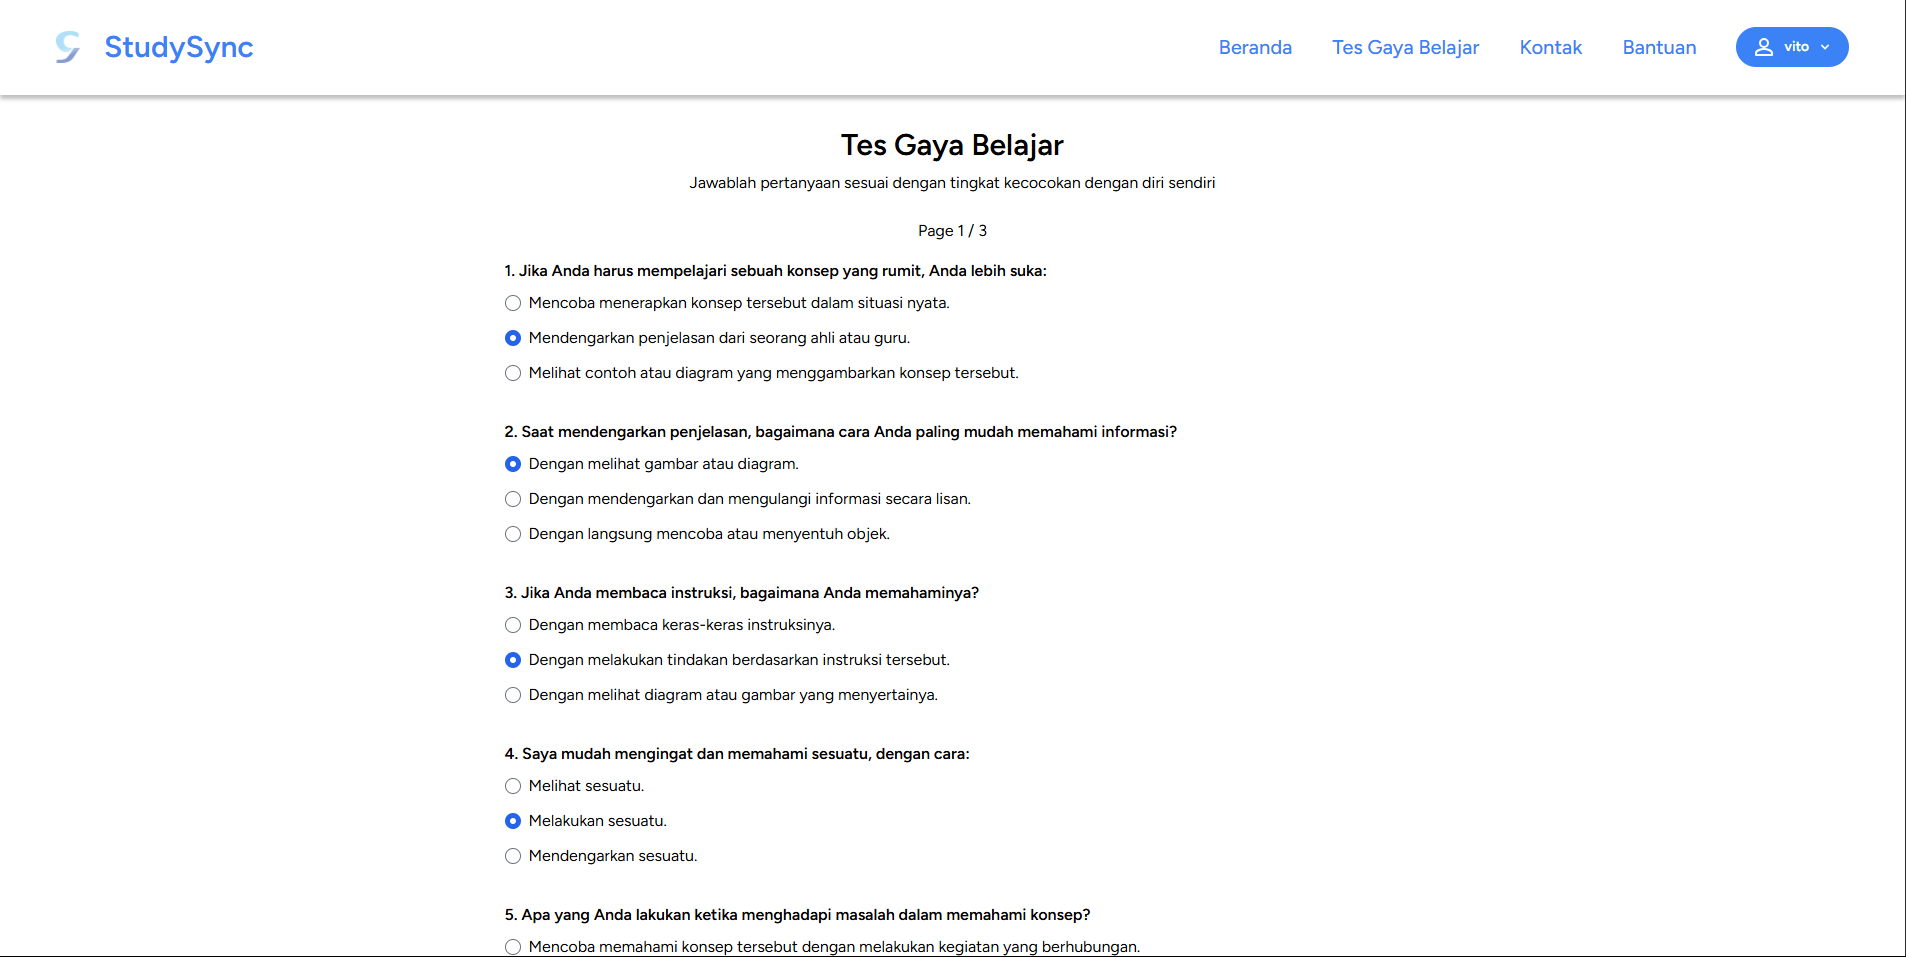 StudySync
Beranda
Tes Gaya Belajar
Kontak
Bantuan
vito
Tes Gaya Belajar
Jawablah pertanyaan sesuai dengan tingkat kecocokan dengan diri sendiri
Page 1 / 3
1. Jika Anda harus mempelajari sebuah konsep yang rumit, Anda lebih suka:
Mencoba menerapkan konsep tersebut dalam situasi nyata.
Mendengarkan penjelasan dari seorang ahli atau guru.
Melihat contoh atau diagram yang menggambarkan konsep tersebut.
2. Saat mendengarkan penjelasan, bagaimana cara Anda paling mudah memahami informasi?
Dengan melihat gambar atau diagram.
Dengan mendengarkan dan mengulangi informasi secara lisan.
Dengan langsung mencoba atau menyentuh objek.
3. Jika Anda membaca instruksi, bagaimana Anda memahaminya?
Dengan membaca keras-keras instruksinya.
Dengan melakukan tindakan berdasarkan instruksi tersebut.
Dengan melihat diagram atau gambar yang menyertainya.
4. Saya mudah mengingat dan memahami sesuatu, dengan cara:
Melihat sesuatu.
Melakukan sesuatu.
Mendengarkan sesuatu.
5. Apa yang Anda lakukan ketika menghadapi masalah dalam memahami konsep?
Mencoba memahami konsep tersebut dengan melakukan kegiatan yang berhubungan.